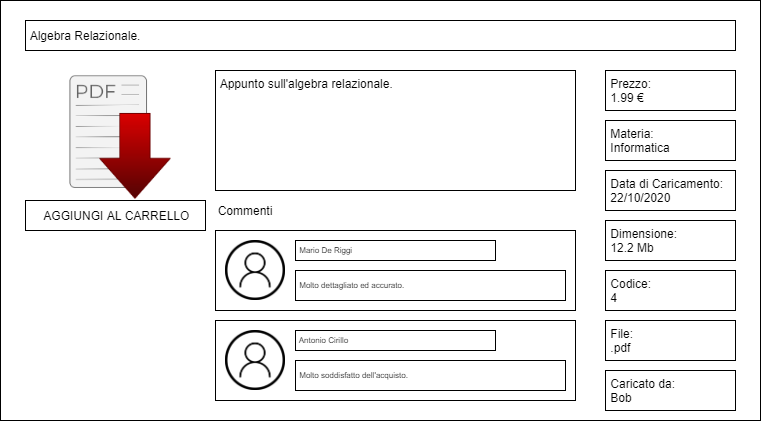 Algebra Relazionale.
PDF
AGGIUNGI AL CARRELLO
Appunto sull'algebra relazionale.
Commenti
Mario De Riggi
Molto dettagliato ed accurato.
Antonio Cirillo
Molto soddisfatto dell'acquisto.
Prezzo:
1.99 €
Materia:
Informatica
Data di Caricamento:
22/10/2020
Dimensione:
12.2 Mb
Codice:
4
File:
.pdf
Caricato da:
Bob